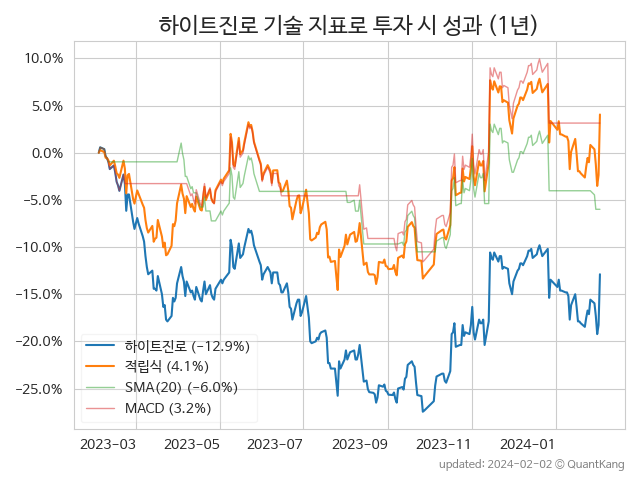 하이트진로 기술 지표로 투자 시 성과 (1년)
10.0%
5.0%
0.0%
−5.0%
−10.0%
−15.0%
−20.0%
−25.0%
하이트진로 (−12.9%)
적립식 (4.1%)
SMA(20) (−6.0%)
MACD (3.2%)
2023-03 2023-05 2023-07 2023-09 2023-11 2024-01
updated: 2024-02-02 © QuantKang